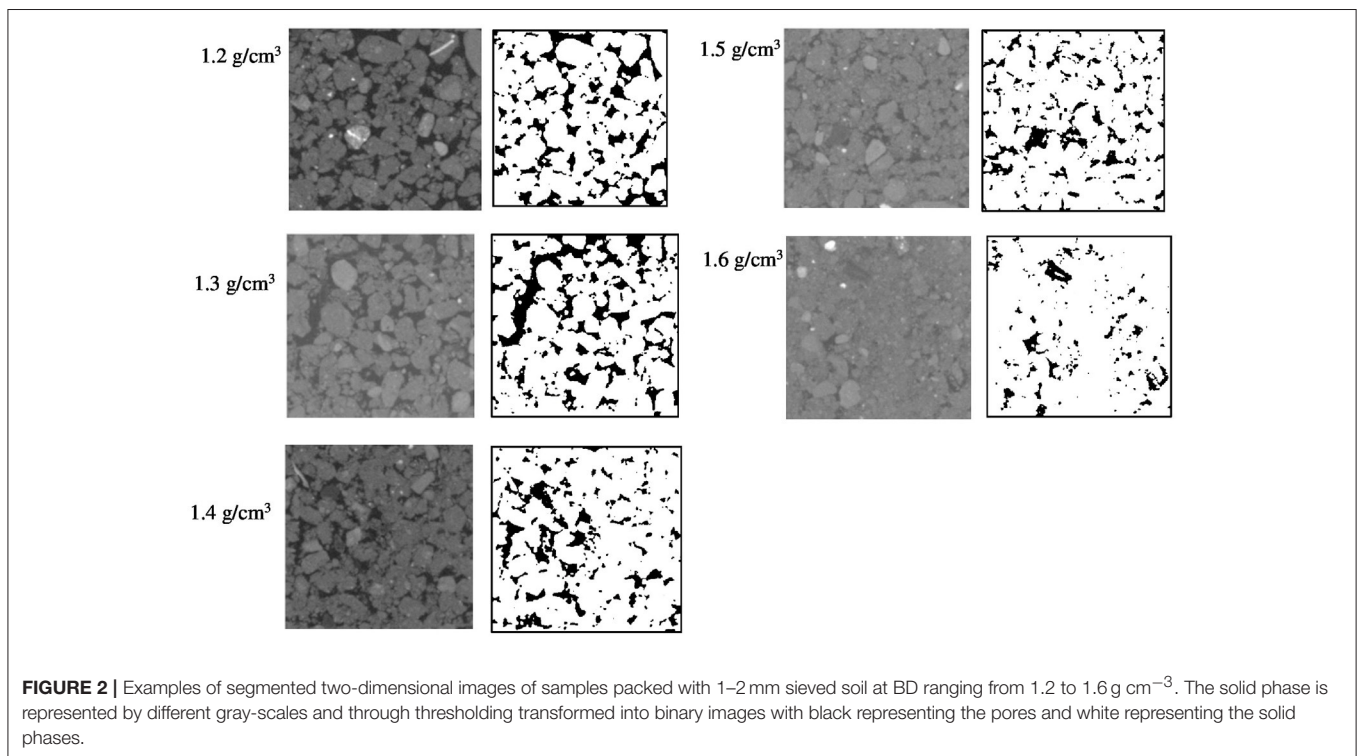 1.2 g/cm³
1.5 g/cm³
1.3 g/cm³
1.6 g/cm³
1.4 g/cm³
FIGURE 2 | Examples of segmented two-dimensional images of samples packed with 1–2 mm sieved soil at BD ranging from 1.2 to 1.6 g cm⁻³. The solid phase is
represented by different gray-scales and through thresholding transformed into binary images with black representing the pores and white representing the solid
phases.